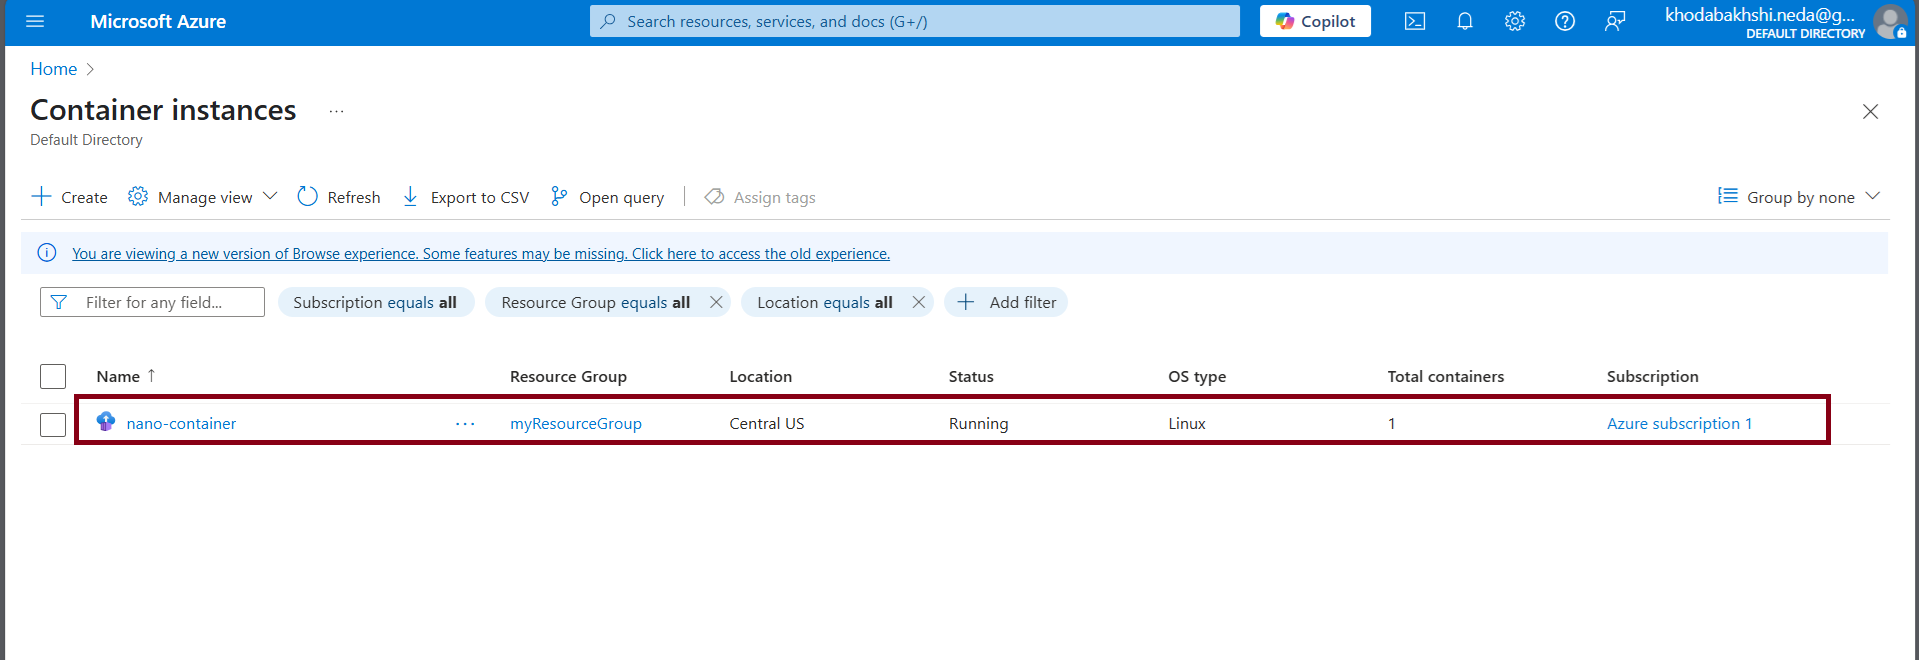 Microsoft Azure
Search resources, services, and docs (G+/)
Copilot
khodabakhshi.neda@g...
DEFAULT DIRECTORY
Home
Container instances ...
Default Directory
Create Manage view Refresh Export to CSV Open query Assign tags Group by none
You are viewing a new version of Browse experience. Some features may be missing. Click here to access the old experience.
Filter for any field... Subscription equals all Resource Group equals all Location equals all Add filter
Name ↑ Resource Group Location Status OS type Total containers Subscription
nano-container ... myResourceGroup Central US Running Linux 1 Azure subscription 1